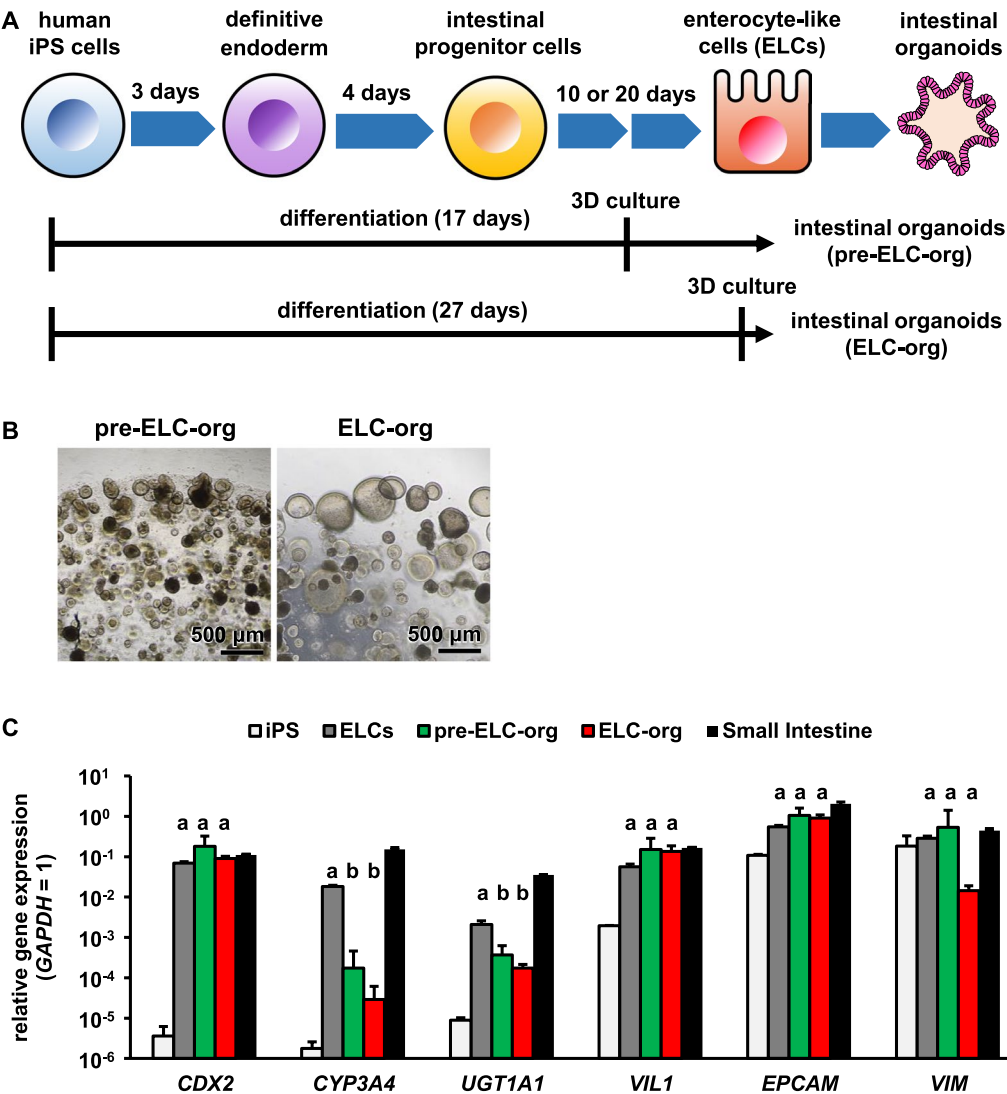 A
human
iPS cells
definitive
endoderm
intestinal
progenitor cells
enterocyte-like
cells (ELCs)
intestinal
organoids
3 days
4 days
10 or 20 days
differentiation (17 days)
3D culture
intestinal organoids
(pre-ELC-org)
differentiation (27 days)
3D culture
intestinal organoids
(ELC-org)
B
pre-ELC-org
ELC-org
500 µm
500 µm
C
iPS ELCs pre-ELC-org ELC-org Small Intestine
relative gene expression
(GAPDH = 1)
10¹
10⁰
10⁻¹
10⁻²
10⁻³
10⁻⁴
10⁻⁵
10⁻⁶
a a a
a b b
a b b
a a a
a a a
a a a
CDX2 CYP3A4 UGT1A1 VIL1 EPCAM VIM